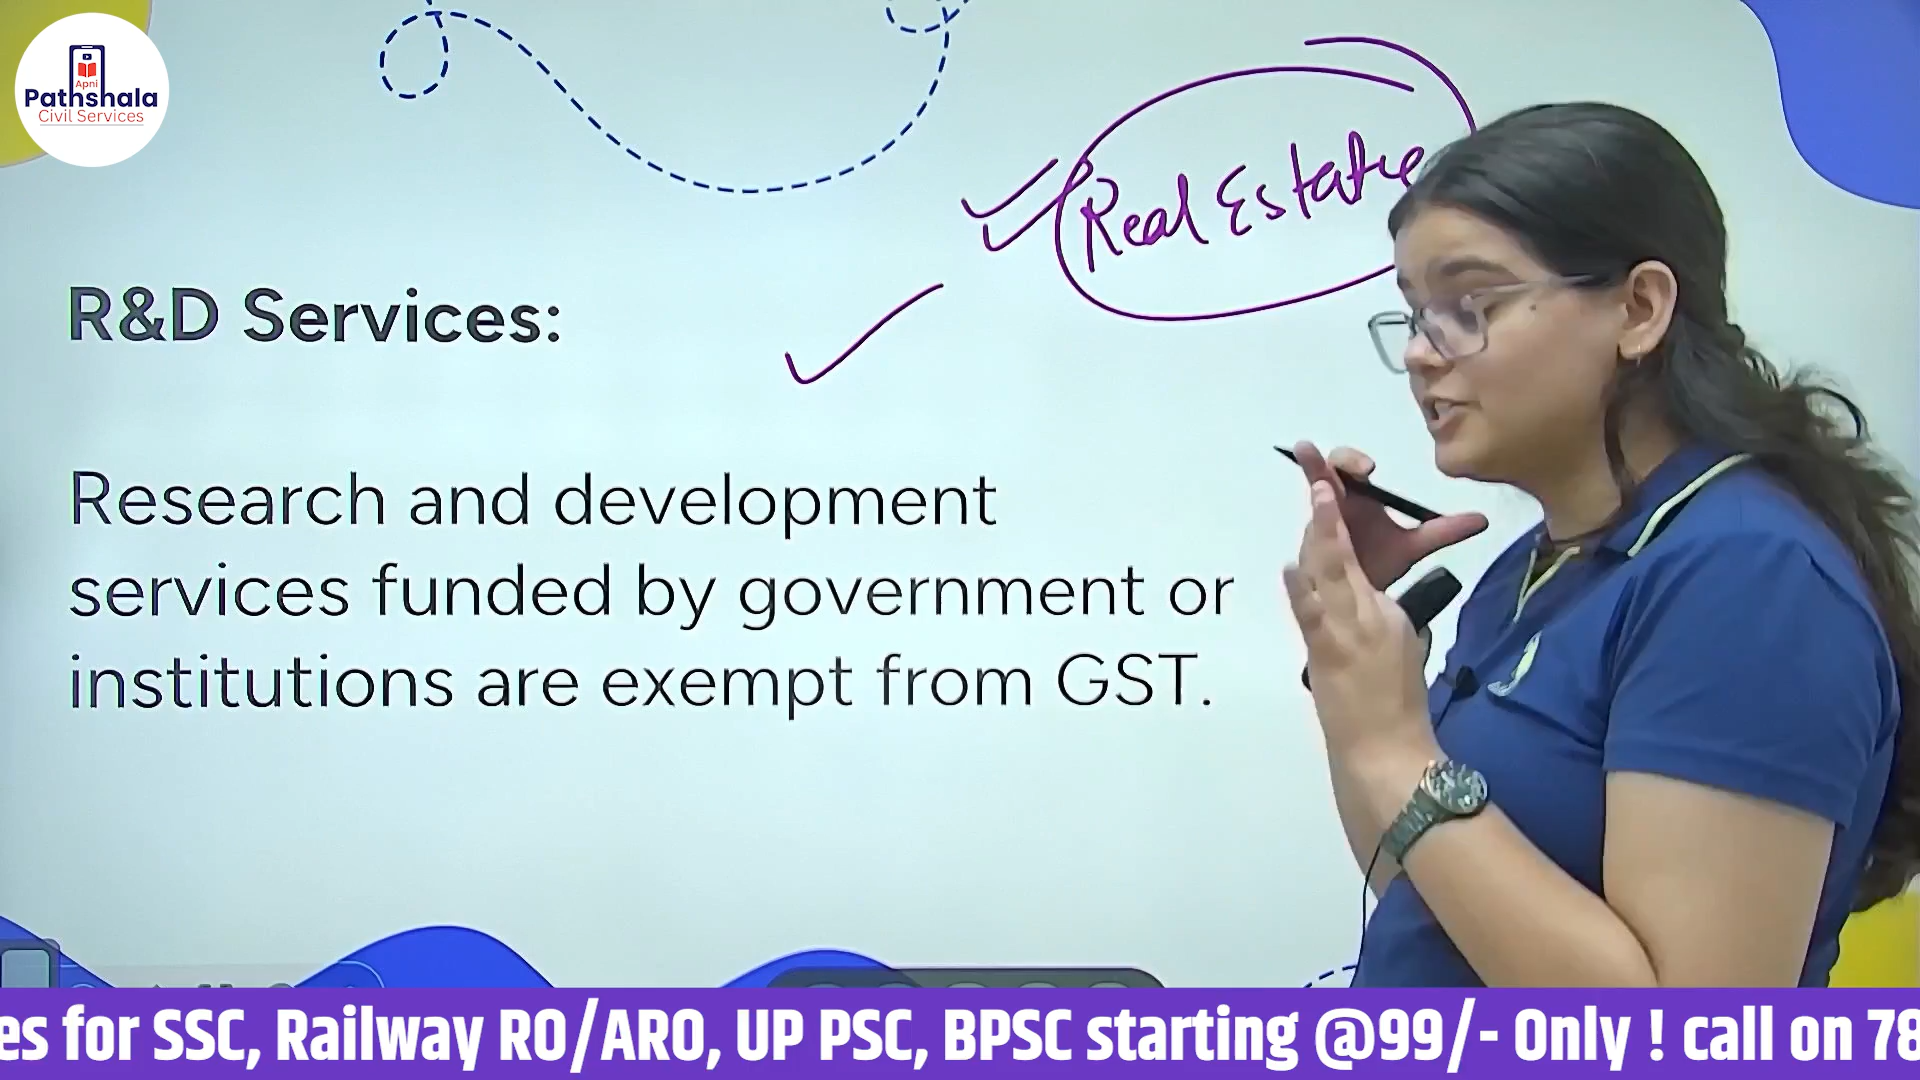 Apni
Pathshala
Civil Services
Real Estate
R&D Services:
Research and development
services funded by government or
institutions are exempt from GST.
es for SSC, Railway RO/ARO, UP PSC, BPSC starting @99/- Only ! call on 78